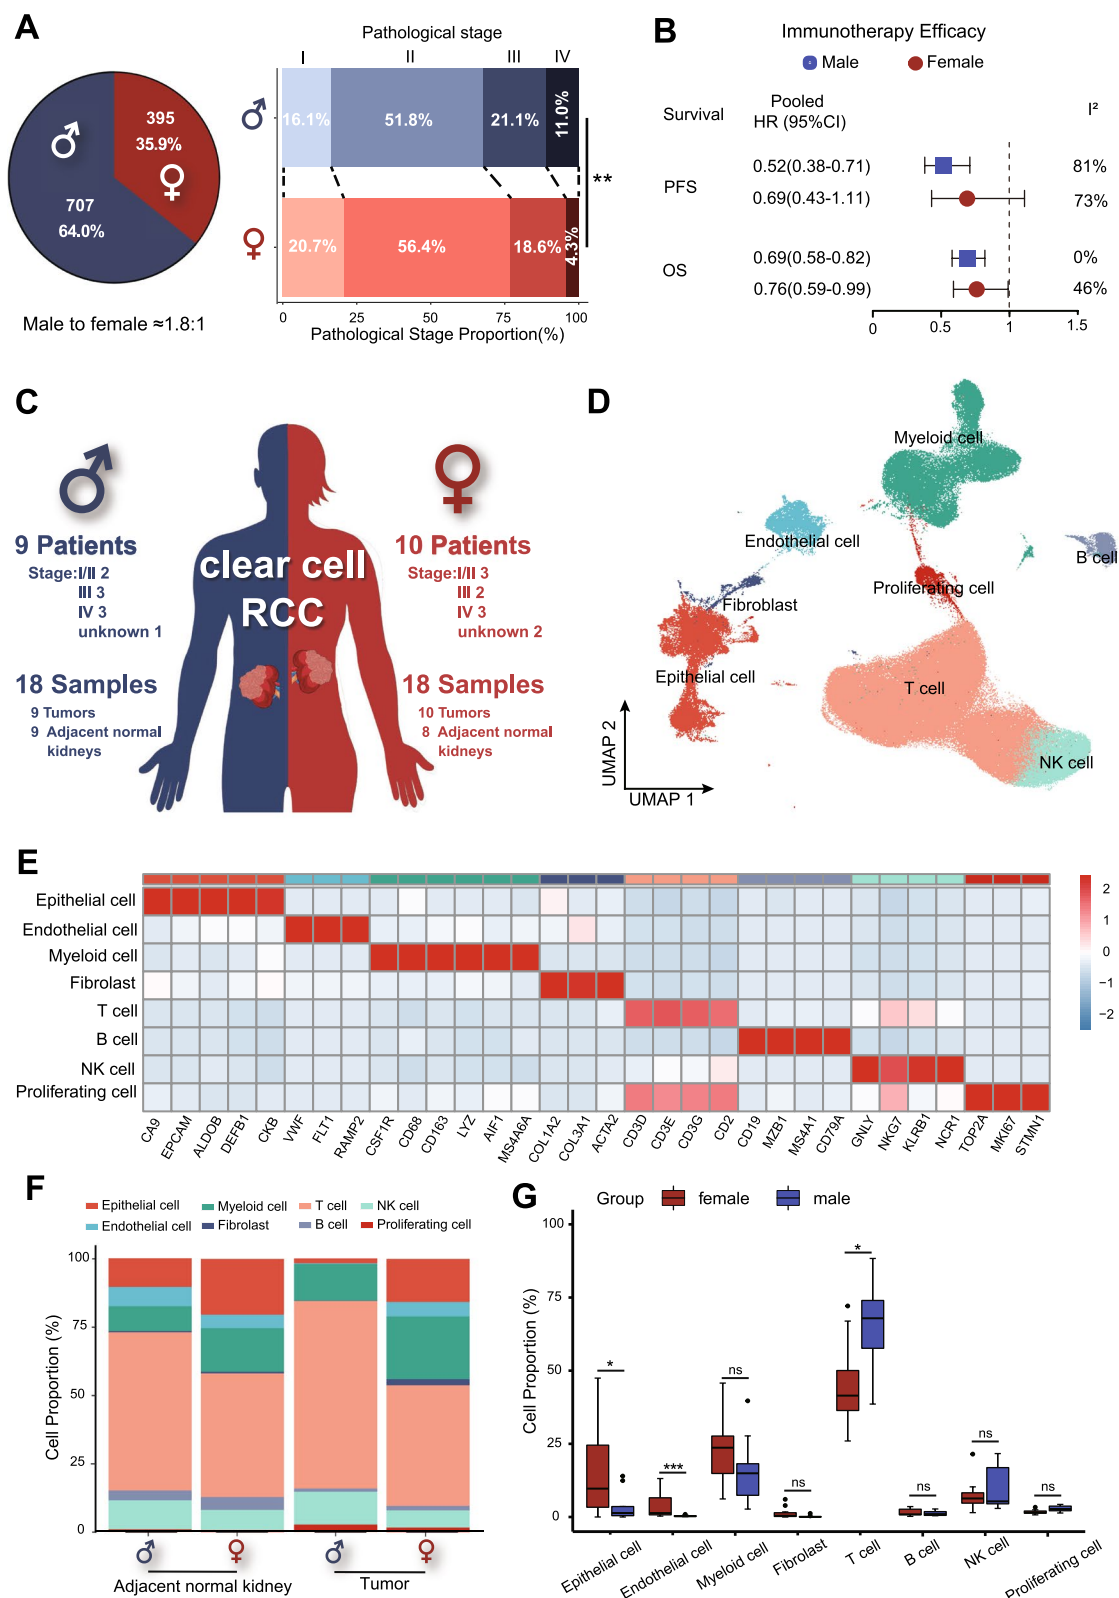 A
395
35.9%
♂
♀
707
64.0%
Male to female ≈1.8:1
Pathological stage
I II III IV
♂
16.1% 51.8% 21.1% 11.0%
**
♀
20.7% 56.4% 18.6% 4.3%
0 25 50 75 100
Pathological Stage Proportion(%)
B
Immunotherapy Efficacy
Male Female
Survival Pooled HR (95%CI) I²
PFS
0.52(0.38-0.71) 81%
0.69(0.43-1.11) 73%
OS
0.69(0.58-0.82) 0%
0.76(0.59-0.99) 46%
0 0.5 1 1.5
C
♂
9 Patients
Stage:I/II 2
III 3
IV 3
unknown 1
18 Samples
9 Tumors
9 Adjacent normal
kidneys
clear cell
RCC
♀
10 Patients
Stage:I/II 3
III 2
IV 3
unknown 2
18 Samples
10 Tumors
8 Adjacent normal
kidneys
D
Myeloid cell
Endothelial cell
B cell
Proliferating cell
Fibroblast
Epithelial cell
T cell
NK cell
UMAP 2
UMAP 1
E
Epithelial cell
Endothelial cell
Myeloid cell
Fibrolast
T cell
B cell
NK cell
Proliferating cell
CA9 EPCAM ALDOB DEFB1 CKB VWF FLT1 RAMP2 CSF1R CD68 CD163 LYZ AIF1 MS4A6A COL1A2 COL3A1 ACTA2 CD3D CD3E CD3G CD2 CD19 MZB1 MS4A1 CD79A GNLY NKG7 KLRB1 NCR1 TOP2A MKI67 STMN1
2
1
0
−1
−2
F
Epithelial cell Myeloid cell T cell NK cell
Endothelial cell Fibrolast B cell Proliferating cell
Cell Proportion (%)
100
75
50
25
0
♂ ♀ ♂ ♀
Adjacent normal kidney Tumor
G
Group female male
Cell Proportion (%)
100
75
50
25
0
* *** ns ns * ns ns ns
Epithelial cell Endothelial cell Myeloid cell Fibrolast T cell B cell NK cell Proliferating cell